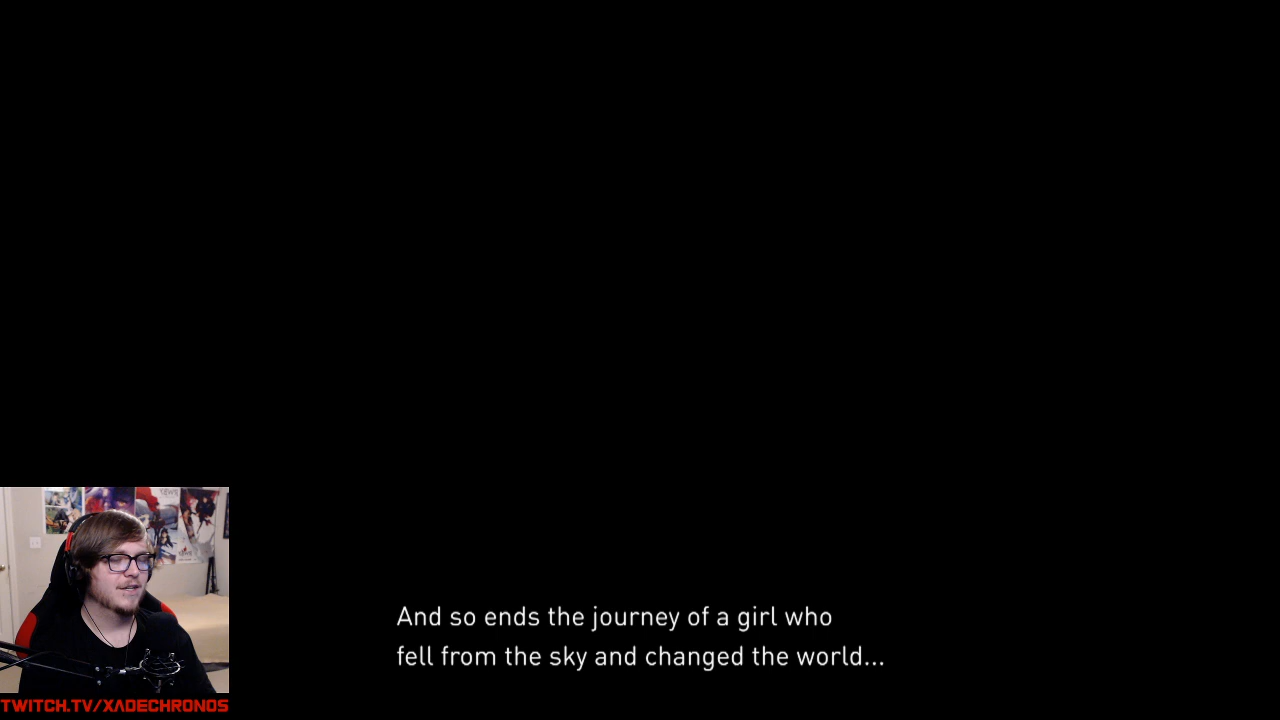 And so ends the journey of a girl who
fell from the sky and changed the world...
TWITCH.TV/XADECHRONOS